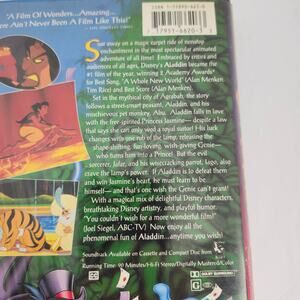 "A Film Of Wonders...Amazing...
ere Ain't Never Been A Film Like This!"
7 17951 66203 3
Soar away on a magic carpet ride of nonstop
enchantment in the most spectacular animated
adventure of all time! Embraced by critics and
audiences of all ages, Disney's Aladdin became the
#1 film of the year, winning 2 Academy Awards®
for Best Song, "A Whole New World" (Alan Menken,
Tim Rice) and Best Score (Alan Menken).
Set in the mythical city of Agrabah, the story
follows a street-smart peasant, Aladdin, and his
mischievous pet monkey, Abu. Aladdin falls in love
with the free-spirited Princess Jasmine— despite a
law that says she can only wed a royal suitor! His luck
changes with one rub of the lamp, releasing the
shape-shifting, fun-loving, wish-giving Genie—
who turns him into a Prince! But the evil
sorcerer, Jafar, and his wisecracking parrot, Iago, also
crave the lamp's power. If Aladdin is to defeat them
and win Jasmine's heart, he must learn to be
himself— and that's one wish the Genie can't grant!
With a magical mix of delightful Disney characters,
breathtaking Disney artistry, and playful Disney
"You couldn't wish for a more wonderful film!"
(Joel Siegel, ABC-TV) Now enjoy all the
phenomenal fun of Aladdin...anytime you wish!
Soundtrack Available on Cassette and Compact Disc from
Running Time: 90 Minutes/Hi-Fi Stereo/Digitally Mastered/Color
DOLBY SURROUND
G